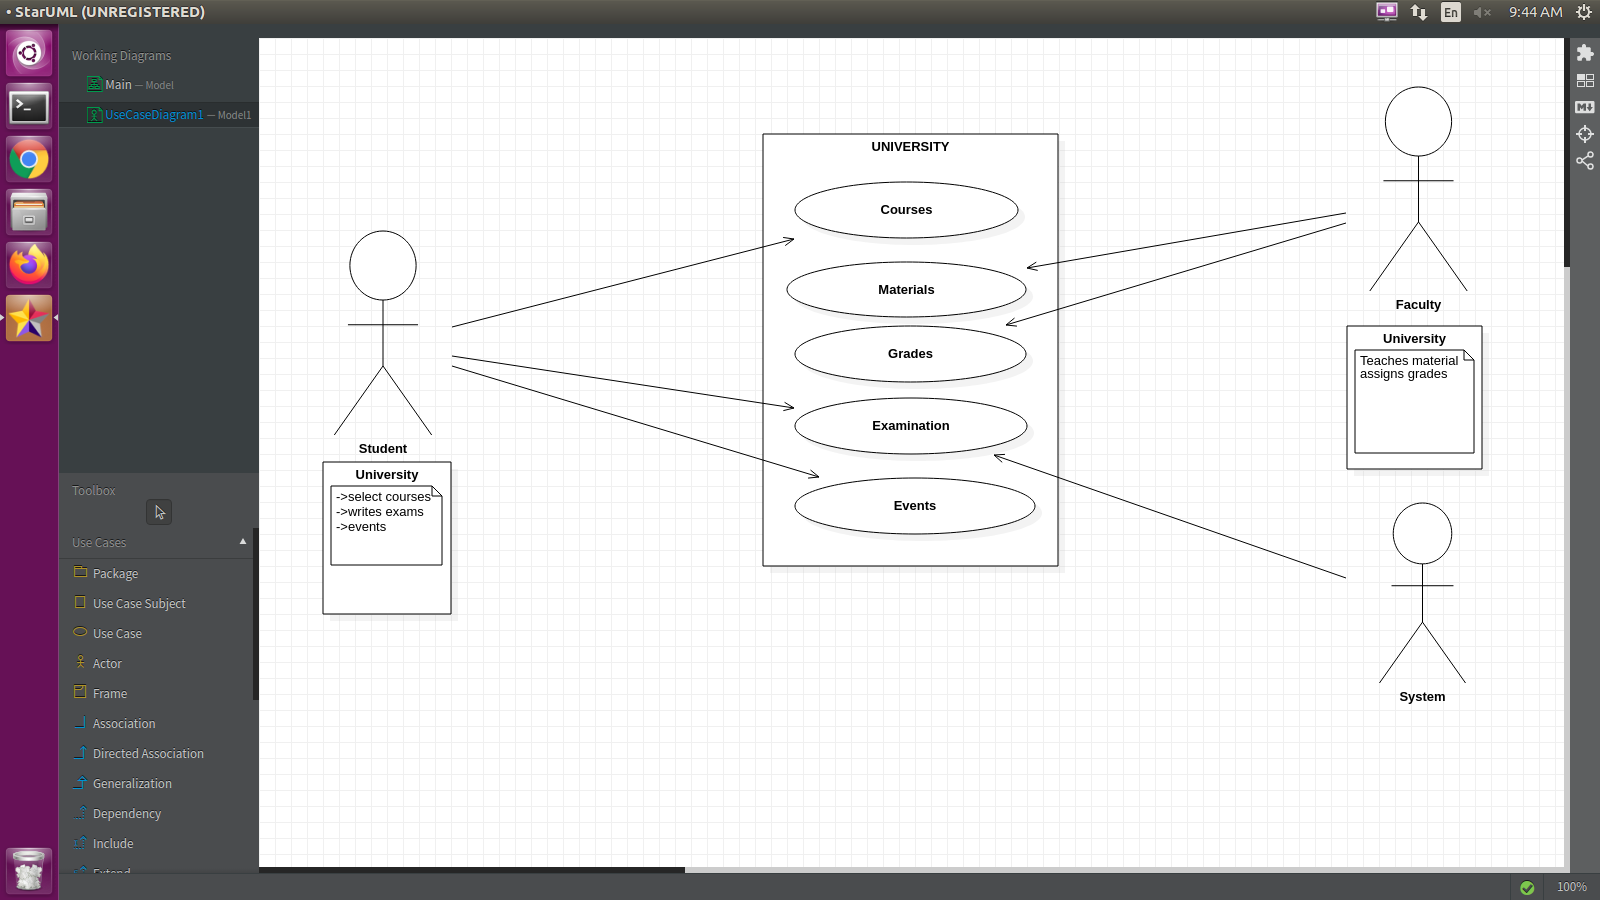 • StarUML (UNREGISTERED)
En
9:44 AM
Working Diagrams
Main — Model
UseCaseDiagram1 — Model1
Toolbox
Use Cases
Package
Use Case Subject
Use Case
Actor
Frame
Association
Directed Association
Generalization
Dependency
Include
Extend
Student
University
->select courses
->writes exams
->events
UNIVERSITY
Courses
Materials
Grades
Examination
Events
Faculty
University
Teaches material
assigns grades
System
M
100%